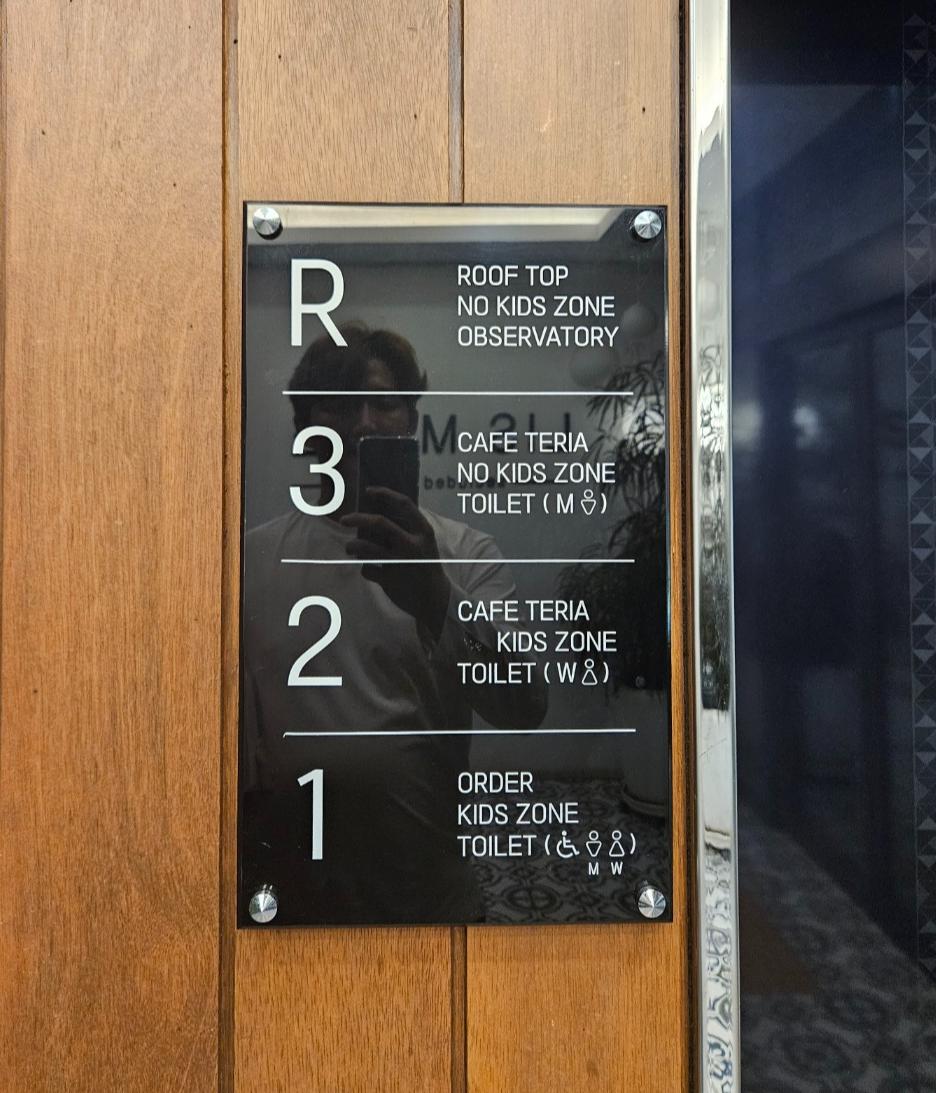 R
ROOF TOP
NO KIDS ZONE
OBSERVATORY
3
CAFE TERIA
NO KIDS ZONE
TOILET ( M )
2
CAFE TERIA
KIDS ZONE
TOILET ( W )
1
ORDER
KIDS ZONE
TOILET ( )
M W